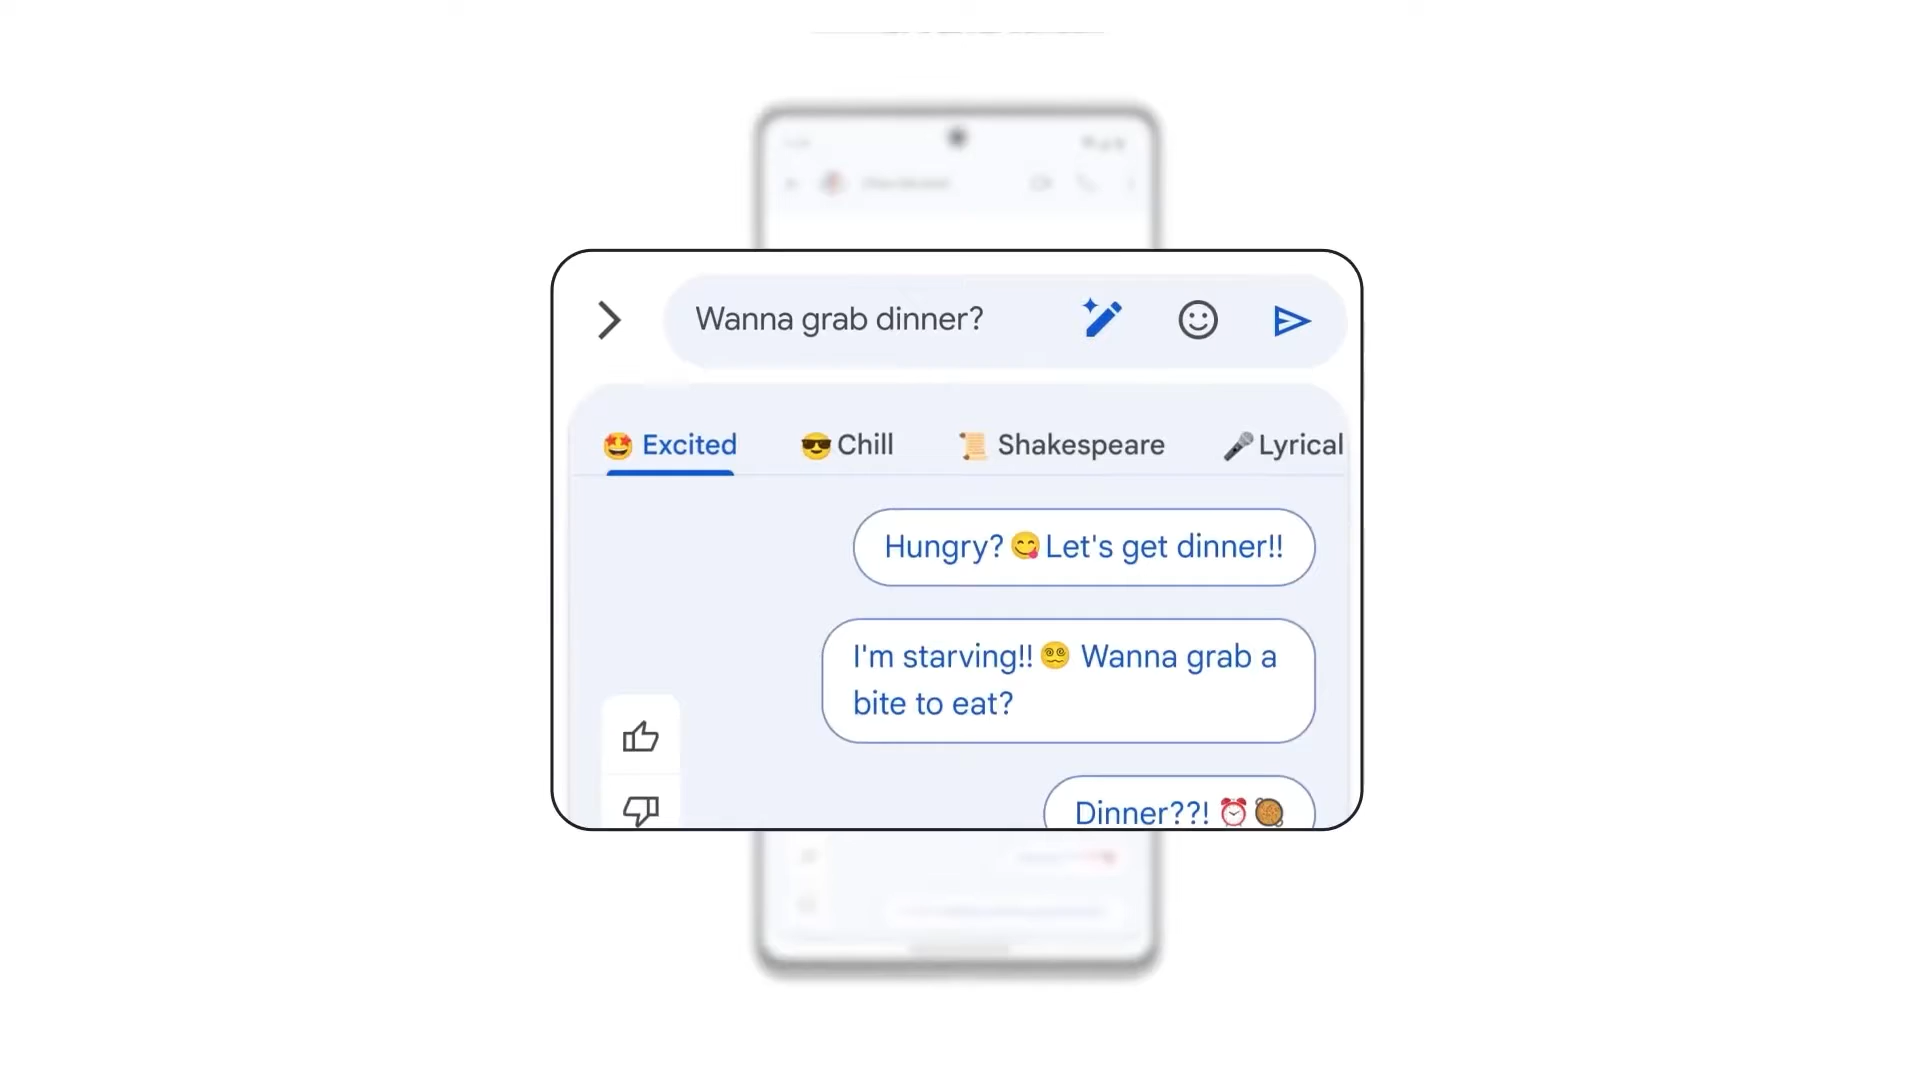 Wanna grab dinner?
🤩 Excited 😎 Chill 📜 Shakespeare 🎤 Lyrical
Hungry? 😋 Let's get dinner!!
I'm starving!! 😵‍💫 Wanna grab a
bite to eat?
Dinner??! ⏰🥘